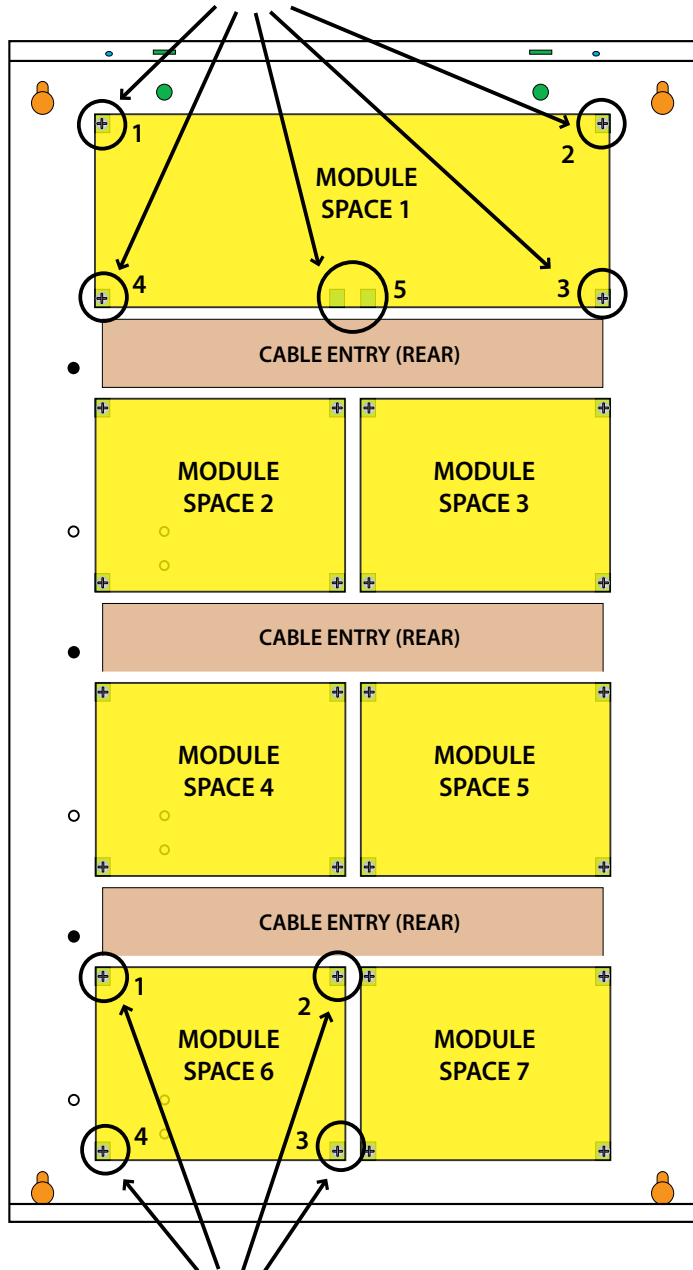 1
2
MODULE
SPACE 1
4
5
3
CABLE ENTRY (REAR)
MODULE
SPACE 2
MODULE
SPACE 3
CABLE ENTRY (REAR)
MODULE
SPACE 4
MODULE
SPACE 5
CABLE ENTRY (REAR)
1
2
MODULE
SPACE 6
MODULE
SPACE 7
4
3